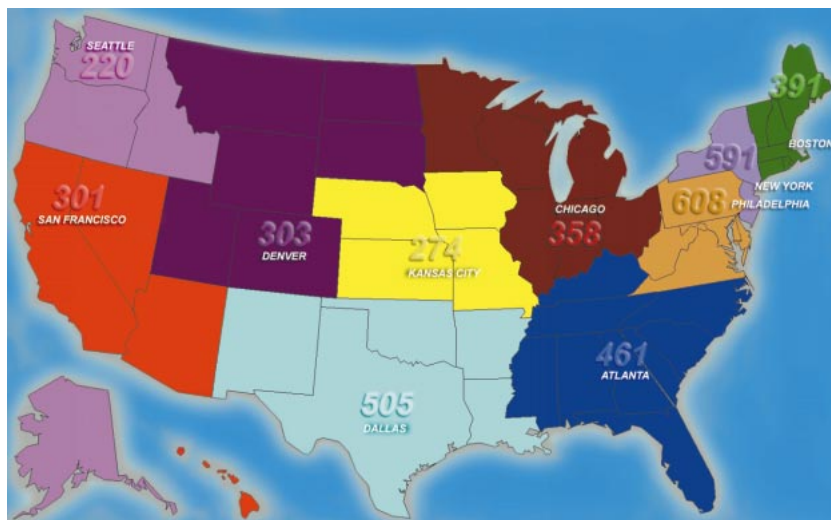 SEATTLE
220
391
BOSTON
591
NEW YORK
301
SAN FRANCISCO
608
PHILADELPHIA
CHICAGO
358
303
DENVER
274
KANSAS CITY
461
ATLANTA
505
DALLAS